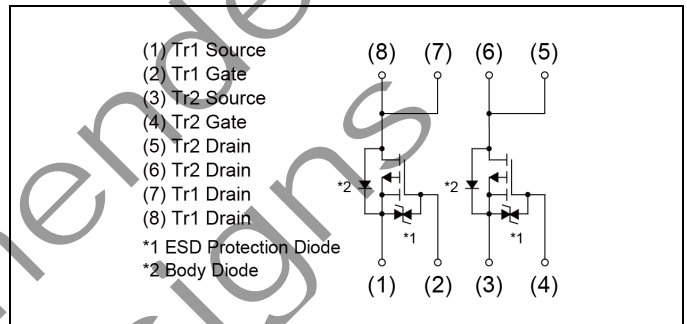 (1) Tr1 Source
(2) Tr1 Gate
(3) Tr2 Source
(4) Tr2 Gate
(5) Tr2 Drain
(6) Tr2 Drain
(7) Tr1 Drain
(8) Tr1 Drain
*1 ESD Protection Diode
*2 Body Diode
(8) (7) (6) (5)
*2 *2
*1 *1
(1) (2) (3) (4)